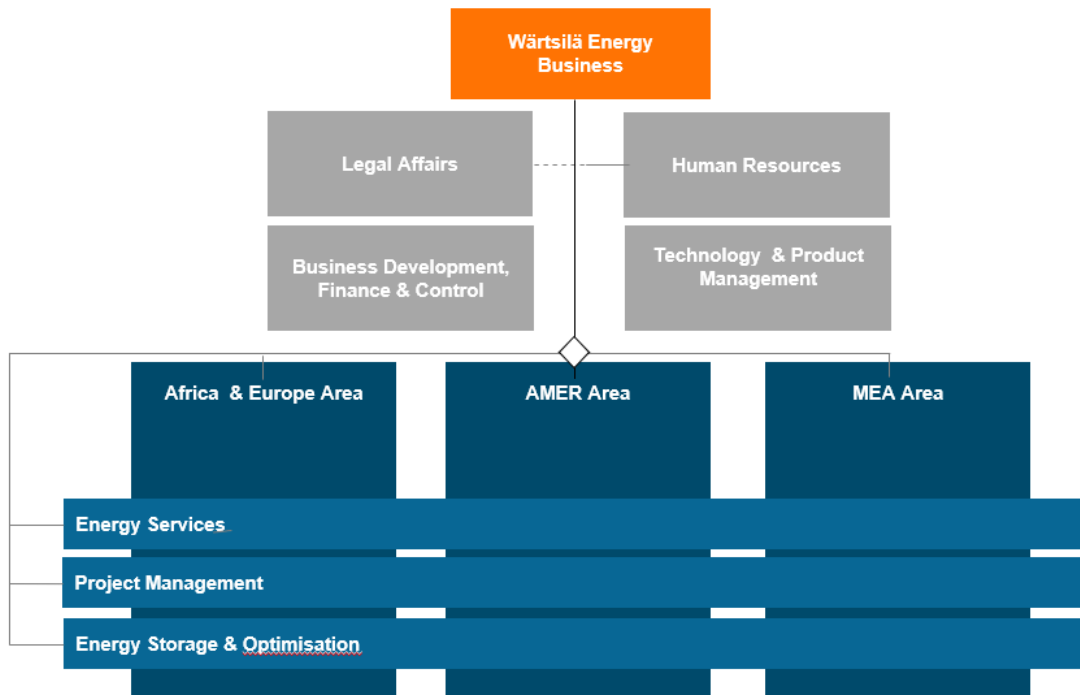 Wärtsilä Energy
Business
Legal Affairs
Human Resources
Business Development,
Finance & Control
Technology & Product
Management
Africa & Europe Area
AMER Area
MEA Area
Energy Services
Project Management
Energy Storage & Optimisation